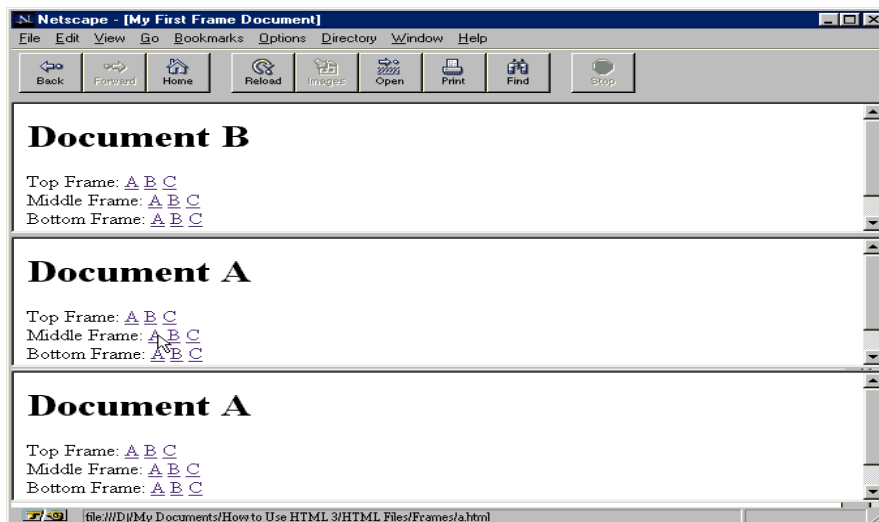 Netscape - [My First Frame Document]
File Edit View Go Bookmarks Options Directory Window Help
Back Forward Home Reload Images Open Print Find Stop
Document B
Top Frame: A B C
Middle Frame: A B C
Bottom Frame: A B C
Document A
Top Frame: A B C
Middle Frame: A B C
Bottom Frame: A B C
Document A
Top Frame: A B C
Middle Frame: A B C
Bottom Frame: A B C
file:///D|/My Documents/How to Use HTML 3/HTML Files/Frames/a.html